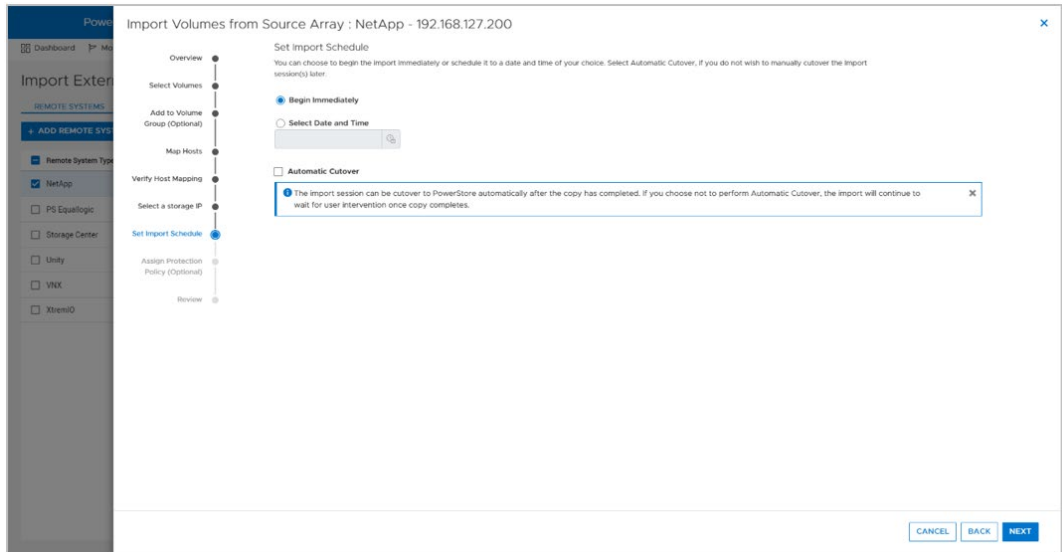 Powe
Import Volumes from Source Array : NetApp - 192.168.127.200
Dashboard
Mo
Import Extern
REMOTE SYSTEMS
+ ADD REMOTE SYS
Remote System Type
NetApp
PS Equallogic
Storage Center
Unity
VNX
XtremIO
Overview
Select Volumes
Add to Volume
Group (Optional)
Map Hosts
Verify Host Mapping
Select a storage IP
Set Import Schedule
Assign Protection
Policy (Optional)
Review
Set Import Schedule
You can choose to begin the import immediately or schedule it to a date and time of your choice. Select Automatic Cutover, if you do not wish to manually cutover the import
session(s) later.
Begin Immediately
Select Date and Time
Automatic Cutover
The import session can be cutover to PowerStore automatically after the copy has completed. If you choose not to perform Automatic Cutover, the import will continue to
wait for user intervention once copy completes.
CANCEL
BACK
NEXT